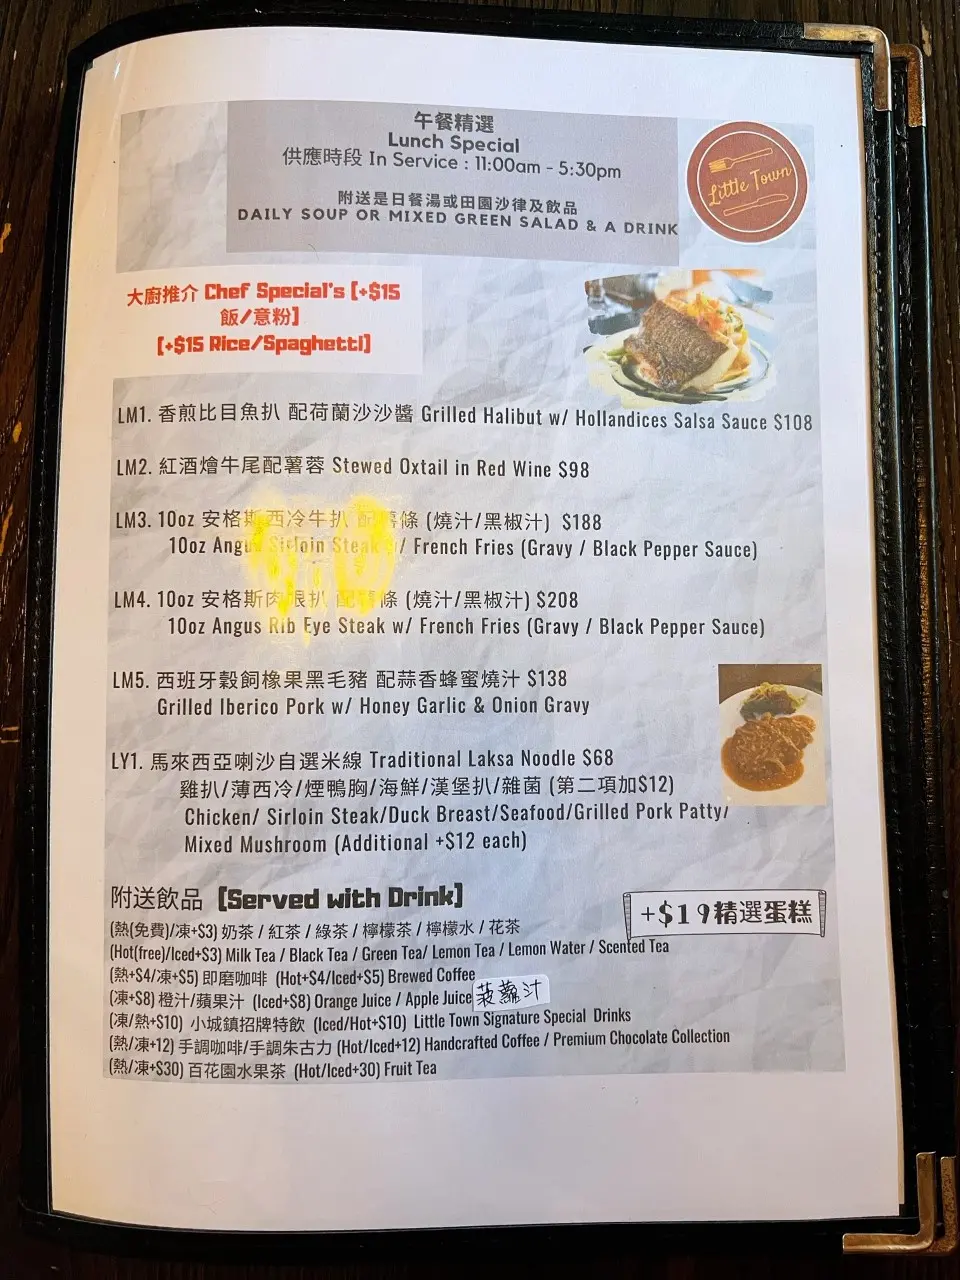 午餐精選
Lunch Special
供應時段 In Service : 11:00am - 5:30pm
附送是日餐湯或田園沙律及飲品
DAILY SOUP OR MIXED GREEN SALAD & A DRINK
Little Town
大廚推介 Chef Special's [+$15
飯/意粉]
[+$15 Rice/Spaghetti]
LM1. 香煎比目魚扒 配荷蘭沙沙醬 Grilled Halibut w/ Hollandices Salsa Sauce $108
LM2. 紅酒燴牛尾配薯蓉 Stewed Oxtail in Red Wine $98
LM3. 10oz 安格斯西冷牛扒 配薯條 (燒汁/黑椒汁) $188
10oz Angus Sirloin Steak w/ French Fries (Gravy / Black Pepper Sauce)
LM4. 10oz 安格斯肉眼扒 配薯條 (燒汁/黑椒汁) $208
10oz Angus Rib Eye Steak w/ French Fries (Gravy / Black Pepper Sauce)
LM5. 西班牙穀飼橡果黑毛豬 配蒜香蜂蜜燒汁 $138
Grilled Iberico Pork w/ Honey Garlic & Onion Gravy
LY1. 馬來西亞喇沙自選米線 Traditional Laksa Noodle $68
雞扒/薄西冷/煙鴨胸/海鮮/漢堡扒/雜菌 (第二項加$12)
Chicken/ Sirloin Steak/Duck Breast/Seafood/Grilled Pork Patty/
Mixed Mushroom (Additional +$12 each)
附送飲品 [Served with Drink]
+$19精選蛋糕
(熱(免費)/凍+$3) 奶茶 / 紅茶 / 綠茶 / 檸檬茶 / 檸檬水 / 花茶
(Hot(free)/Iced+$3) Milk Tea / Black Tea / Green Tea/ Lemon Tea / Lemon Water / Scented Tea
(熱+$4/凍+$5) 即磨咖啡 (Hot+$4/Iced+$5) Brewed Coffee
(凍+$8) 橙汁/蘋果汁 (Iced+$8) Orange Juice / Apple Juice 菠蘿汁
(凍/熱+$10) 小城鎮招牌特飲 (Iced/Hot+$10) Little Town Signature Special Drinks
(熱/凍+12) 手調咖啡/手調朱古力 (Hot/Iced+12) Handcrafted Coffee / Premium Chocolate Collection
(熱/凍+$30) 百花園水果茶 (Hot/Iced+30) Fruit Tea